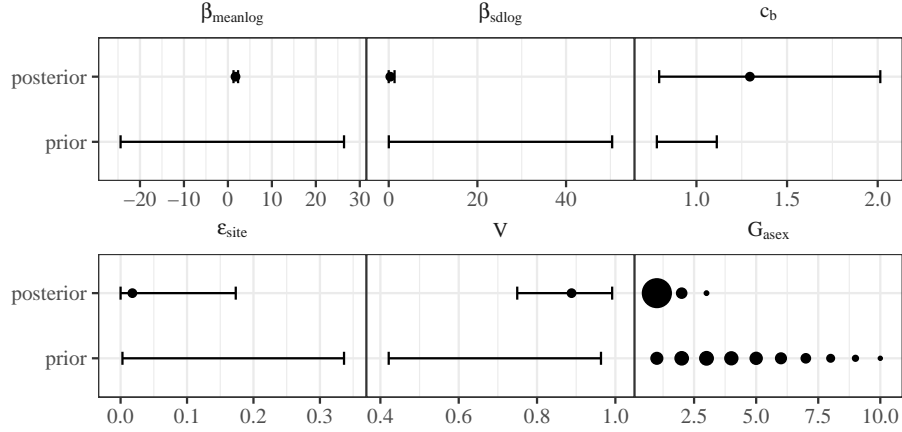 β_meanlog β_sdlog c_b
posterior
prior
−20 −10 0 10 20 30 0 20 40 1.0 1.5 2.0
ε_site V G_asex
posterior
prior
0.0 0.1 0.2 0.3 0.4 0.6 0.8 1.0 2.5 5.0 7.5 10.0